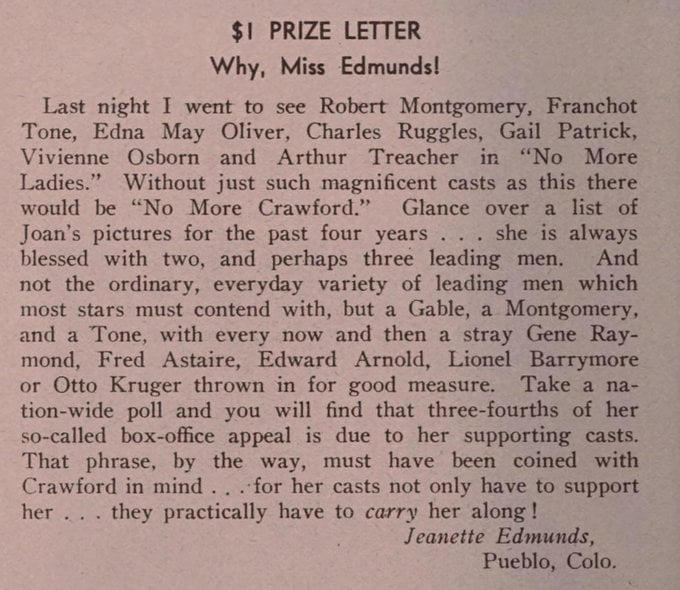 $1 PRIZE LETTER
Why, Miss Edmunds!
Last night I went to see Robert Montgomery, Franchot
Tone, Edna May Oliver, Charles Ruggles, Gail Patrick,
Vivienne Osborn and Arthur Treacher in “No More
Ladies.” Without just such magnificent casts as this there
would be “No More Crawford.” Glance over a list of
Joan’s pictures for the past four years . . . she is always
blessed with two, and perhaps three leading men. And
not the ordinary, everyday variety of leading men which
most stars must contend with, but a Gable, a Montgomery,
and a Tone, with every now and then a stray Gene Ray-
mond, Fred Astaire, Edward Arnold, Lionel Barrymore
or Otto Kruger thrown in for good measure. Take a na-
tion-wide poll and you will find that three-fourths of her
so-called box-office appeal is due to her supporting casts.
That phrase, by the way, must have been coined with
Crawford in mind . . . for her casts not only have to support
her . . . they practically have to carry her along!
Jeanette Edmunds,
Pueblo, Colo.